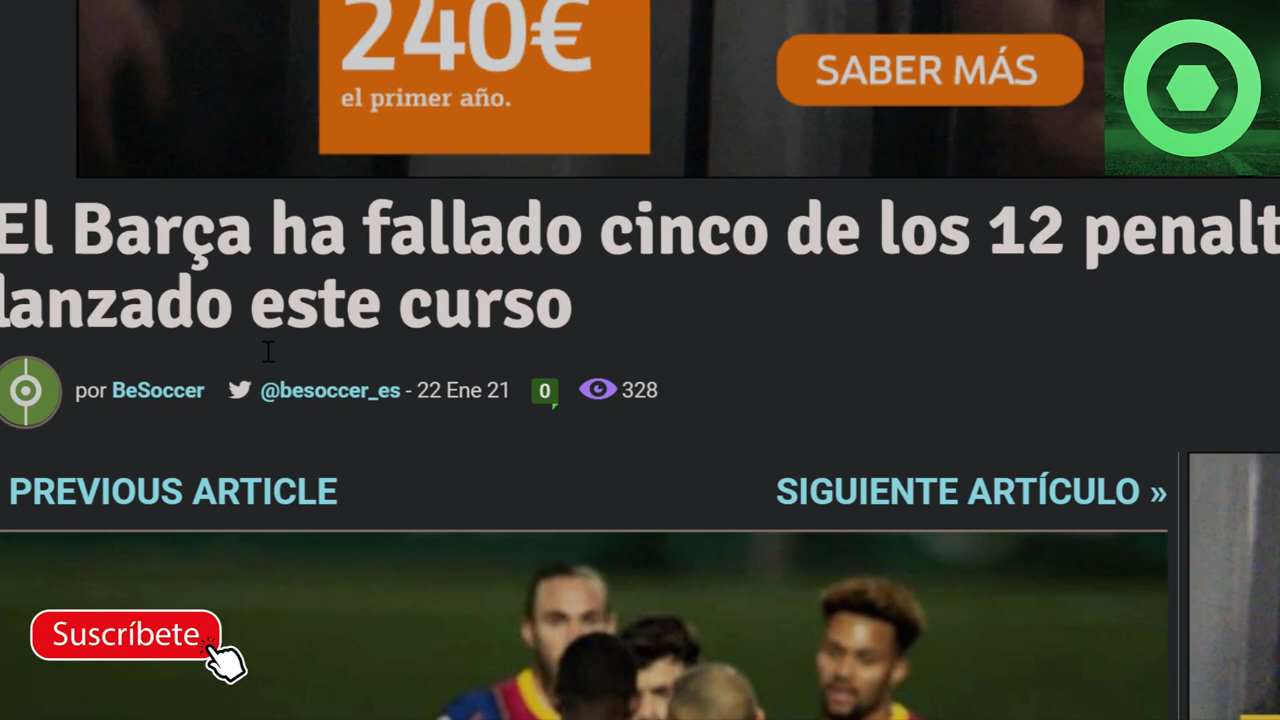 240€
el primer año.
SABER MÁS
El Barça ha fallado cinco de los 12 penalt
lanzado este curso
por BeSoccer @besoccer_es - 22 Ene 21 0 328
PREVIOUS ARTICLE
SIGUIENTE ARTÍCULO »
Suscríbete